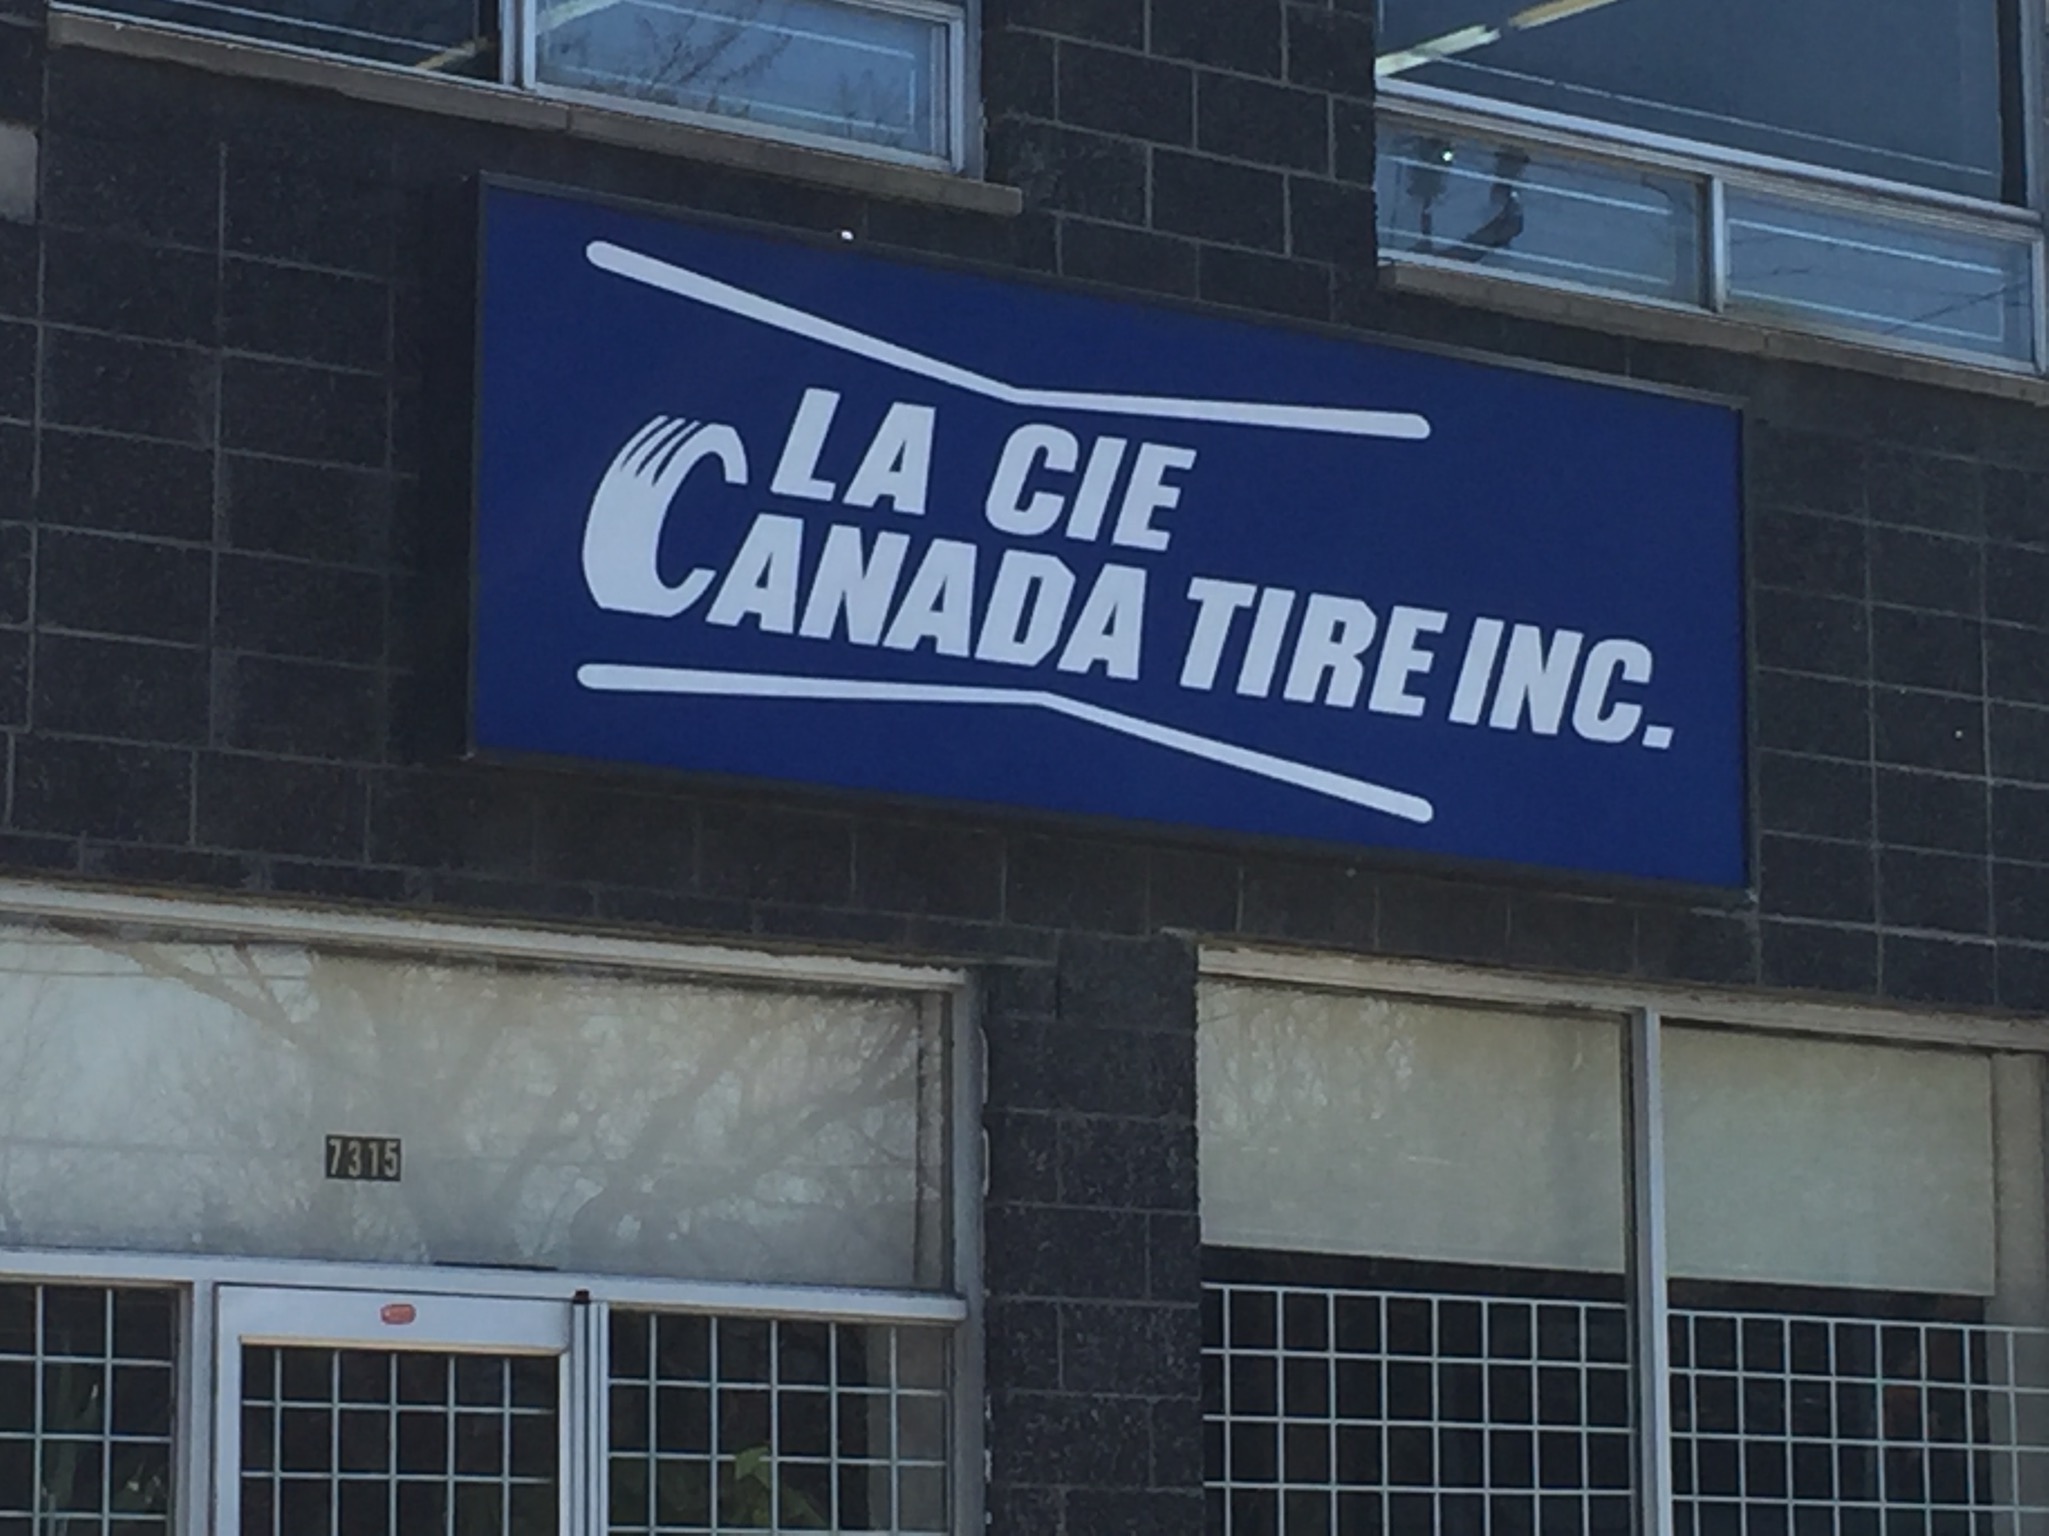 LA CIE
CANADA TIRE INC.
7315